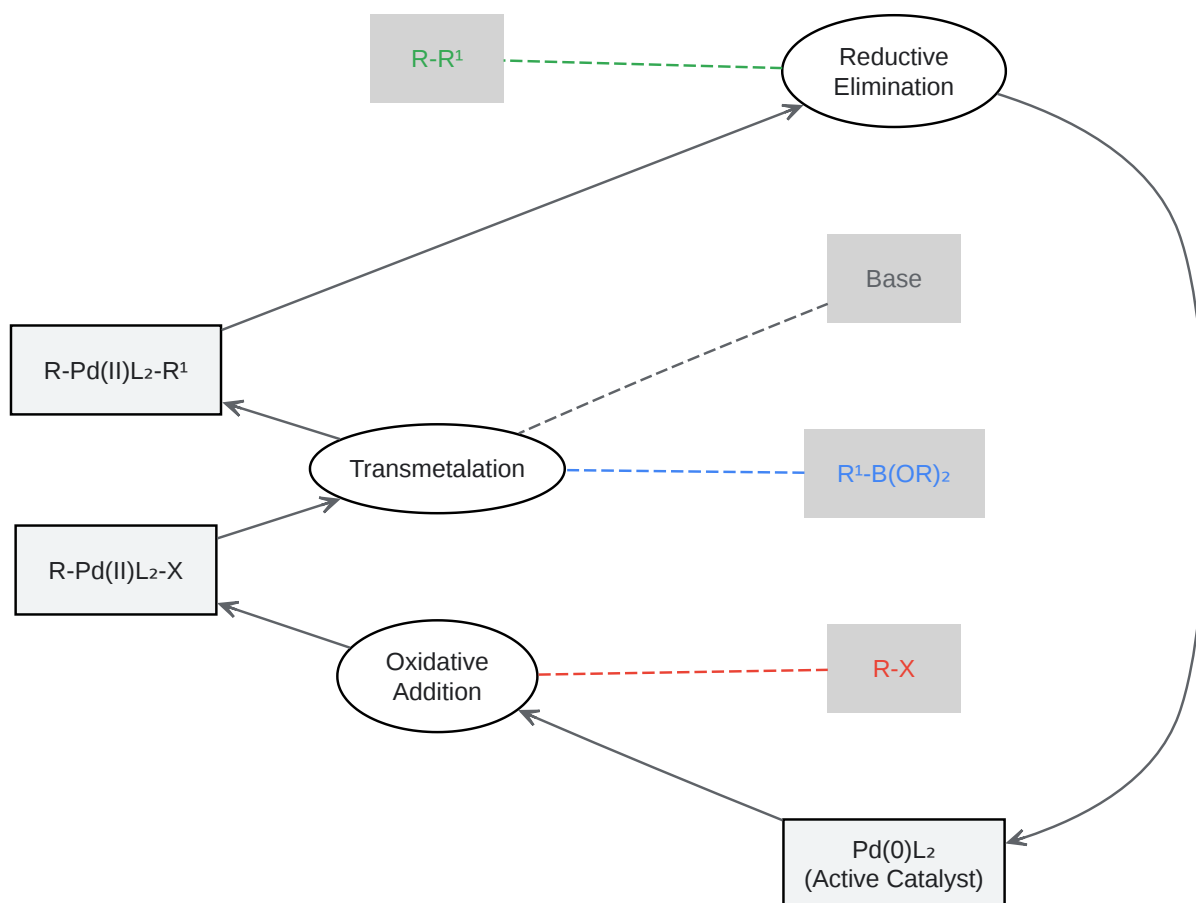 R-R¹
Reductive
Elimination
Base
R-Pd(II)L₂-R¹
Transmetalation
R¹-B(OR)₂
R-Pd(II)L₂-X
Oxidative
Addition
R-X
Pd(0)L₂
(Active Catalyst)